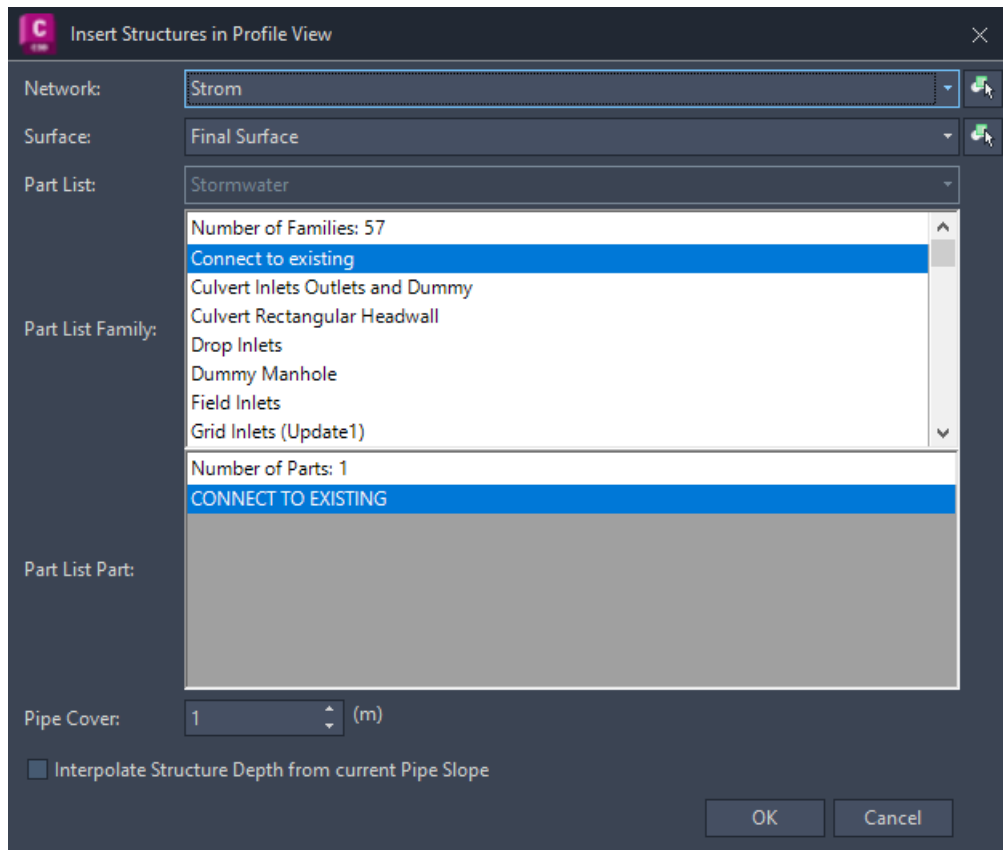 Insert Structures in Profile View
Network:
Strom
Surface:
Final Surface
Part List:
Stormwater
Part List Family:
Number of Families: 57
Connect to existing
Culvert Inlets Outlets and Dummy
Culvert Rectangular Headwall
Drop Inlets
Dummy Manhole
Field Inlets
Grid Inlets (Update1)
Part List Part:
Number of Parts: 1
CONNECT TO EXISTING
Pipe Cover:
1
(m)
Interpolate Structure Depth from current Pipe Slope
OK
Cancel